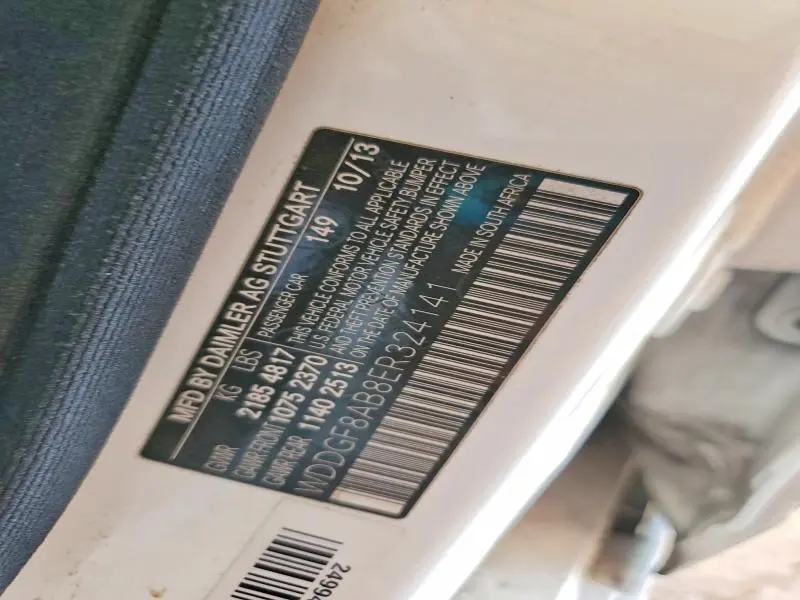 MFD BY DAIMLER AG STUTTGART
KG LBS PASSENGER CAR 149 10/13
GVWR 2185 4817 THIS VEHICLE CONFORMS TO ALL APPLICABLE
GAWR FRONT 1075 2370 U.S. FEDERAL MOTOR VEHICLE SAFETY, BUMPER
GAWR REAR 1140 2513 AND THEFT PREVENTION STANDARDS IN EFFECT
ON THE DATE OF MANUFACTURE SHOWN ABOVE
WDDGF8AB8ER324141 MADE IN SOUTH AFRICA
2499